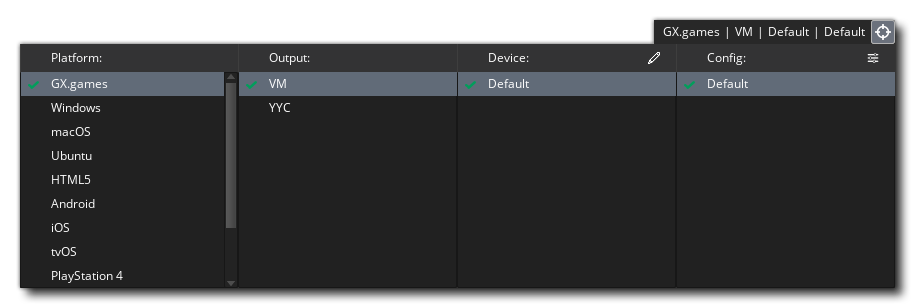 GX.games | VM | Default | Default
Platform: Output: Device: Config:
GX.games VM Default Default
Windows YYC
macOS
Ubuntu
HTML5
Android
iOS
tvOS
PlayStation 4